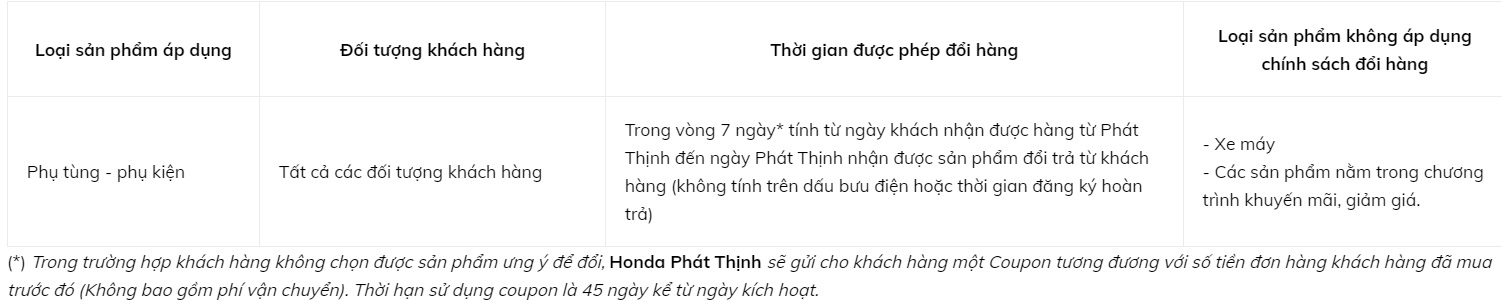 Loại sản phẩm áp dụng
Đối tượng khách hàng
Thời gian được phép đổi hàng
Loại sản phẩm không áp dụng
chính sách đổi hàng
Phụ tùng - phụ kiện
Tất cả các đối tượng khách hàng
Trong vòng 7 ngày* tính từ ngày khách nhận được hàng từ Phát
Thịnh đến ngày Phát Thịnh nhận được sản phẩm đổi trả từ khách
hàng (không tính trên dấu bưu điện hoặc thời gian đăng ký hoàn
trả)
- Xe máy
- Các sản phẩm nằm trong chương
trình khuyến mãi, giảm giá.
(*) Trong trường hợp khách hàng không chọn được sản phẩm ưng ý để đổi, Honda Phát Thịnh sẽ gửi cho khách hàng một Coupon tương đương với số tiền đơn hàng khách hàng đã mua
trước đó (Không bao gồm phí vận chuyển). Thời hạn sử dụng coupon là 45 ngày kể từ ngày kích hoạt.